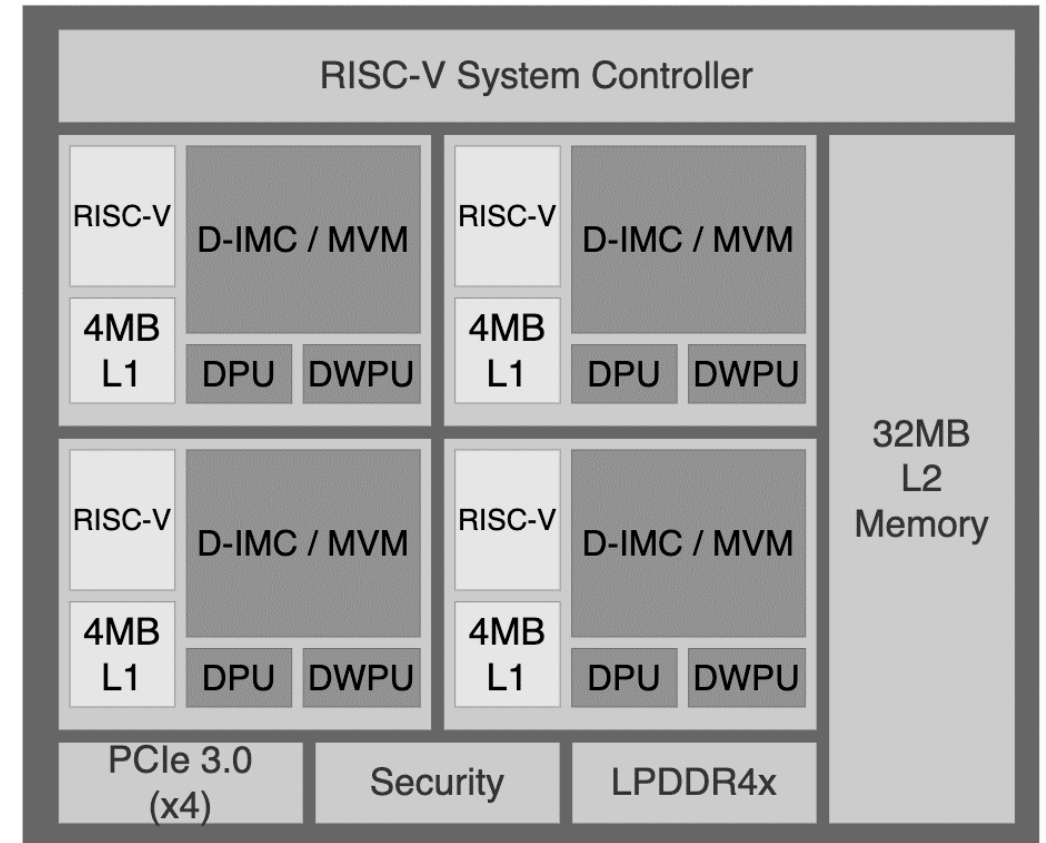 RISC-V System Controller
RISC-V
D-IMC / MVM
4MB
L1
DPU
DWPU
RISC-V
D-IMC / MVM
4MB
L1
DPU
DWPU
RISC-V
D-IMC / MVM
4MB
L1
DPU
DWPU
RISC-V
D-IMC / MVM
4MB
L1
DPU
DWPU
32MB
L2
Memory
PCIe 3.0
(x4)
Security
LPDDR4x